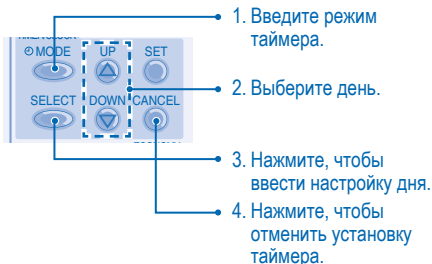 MODE UP SET
SELECT DOWN CANCEL
1. Введите режим
таймера.
2. Выберите день.
3. Нажмите, чтобы
ввести настройку дня.
4. Нажмите, чтобы
отменить установку
таймера.